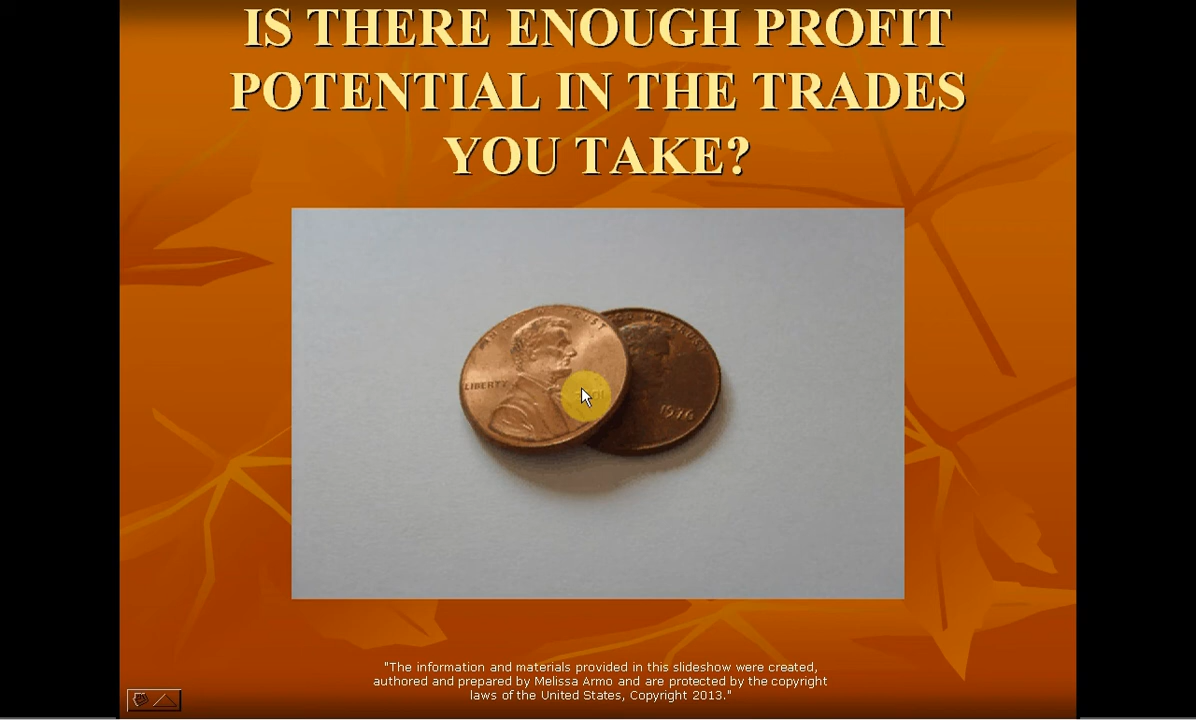 IS THERE ENOUGH PROFIT
POTENTIAL IN THE TRADES
YOU TAKE?
LIBERTY
"The information and materials provided in this slideshow were created,
authored and prepared by Melissa Armo and are protected by the copyright
laws of the United States, Copyright 2013."